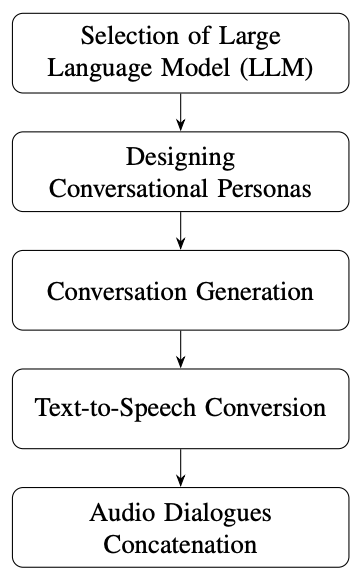 Selection of Large
Language Model (LLM)
Designing
Conversational Personas
Conversation Generation
Text-to-Speech Conversion
Audio Dialogues
Concatenation